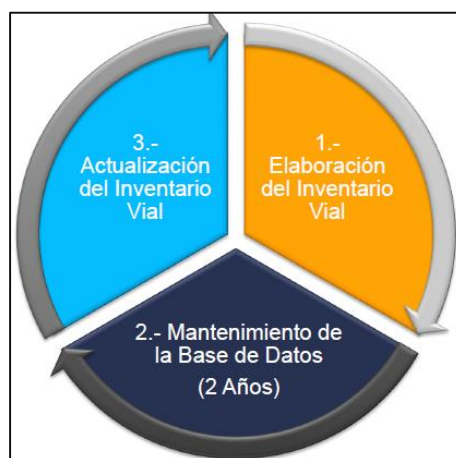 3.-
Actualización
del Inventario
Vial
1.-
Elaboración
del Inventario
Vial
2.- Mantenimiento de
la Base de Datos
(2 Años)